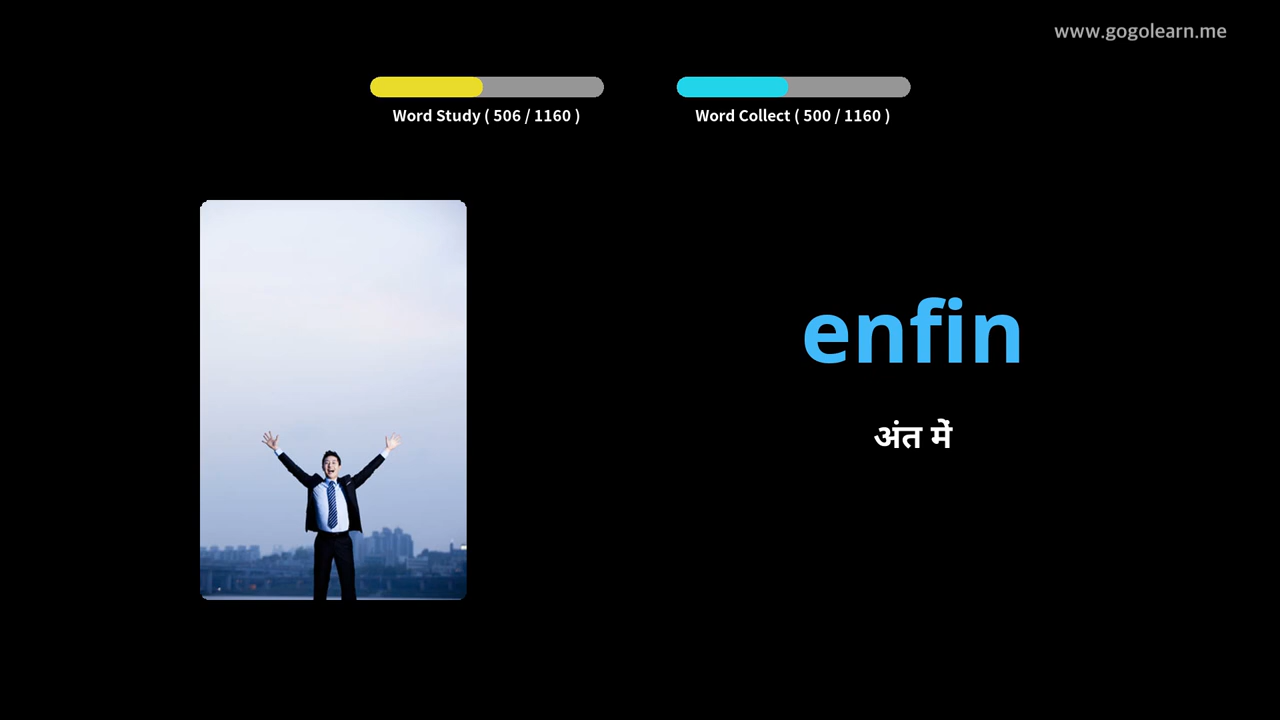 www.gogolearn.me
Word Study ( 506 / 1160 )
Word Collect ( 500 / 1160 )
enfin
अंत में